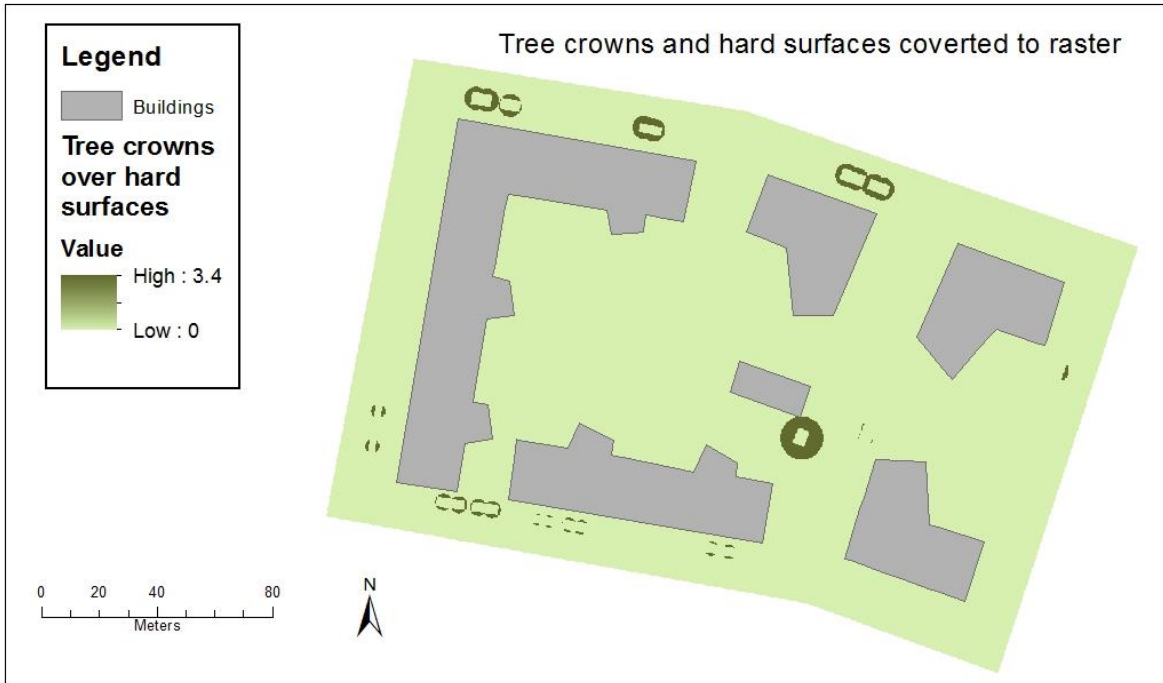 Tree crowns and hard surfaces coverted to raster
Legend
Buildings
Tree crowns
over hard
surfaces
Value
High : 3.4
Low : 0
0 20 40 80
Meters
N